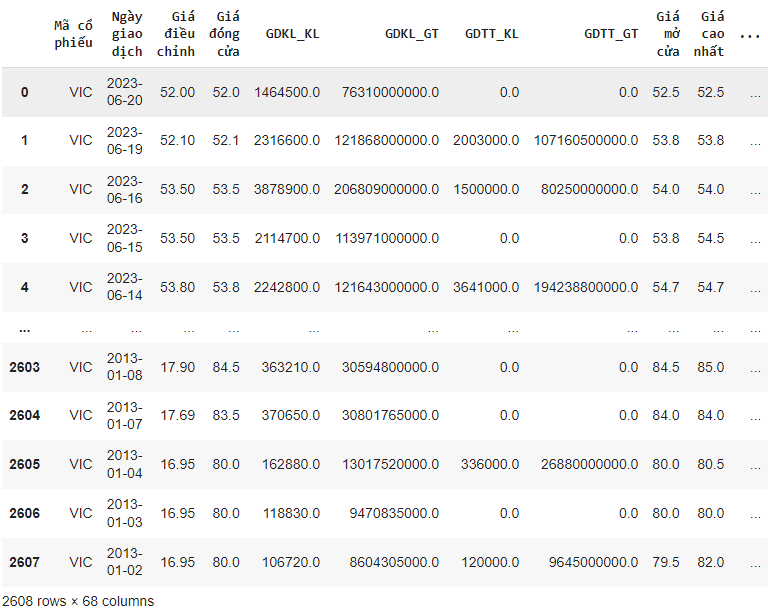 Mã cổ phiếu Ngày giao dịch Giá điều chỉnh Giá đóng cửa GDKL_KL GDKL_GT GDTT_KL GDTT_GT Giá mở cửa Giá cao nhất ...
0 VIC 2023-06-20 52.00 52.0 1464500.0 76310000000.0 0.0 0.0 52.5 52.5 ...
1 VIC 2023-06-19 52.10 52.1 2316600.0 121868000000.0 2003000.0 107160500000.0 53.8 53.8 ...
2 VIC 2023-06-16 53.50 53.5 3878900.0 206809000000.0 1500000.0 80250000000.0 54.0 54.0 ...
3 VIC 2023-06-15 53.50 53.5 2114700.0 113971000000.0 0.0 0.0 53.8 54.5 ...
4 VIC 2023-06-14 53.80 53.8 2242800.0 121643000000.0 3641000.0 194238800000.0 54.7 54.7 ...
... ... ... ... ... ... ... ... ... ... ... ...
2603 VIC 2013-01-08 17.90 84.5 363210.0 30594800000.0 0.0 0.0 84.5 85.0 ...
2604 VIC 2013-01-07 17.69 83.5 370650.0 30801765000.0 0.0 0.0 84.0 84.0 ...
2605 VIC 2013-01-04 16.95 80.0 162880.0 13017520000.0 336000.0 26880000000.0 80.0 80.5 ...
2606 VIC 2013-01-03 16.95 80.0 118830.0 9470835000.0 0.0 0.0 80.0 80.0 ...
2607 VIC 2013-01-02 16.95 80.0 106720.0 8604305000.0 120000.0 9645000000.0 79.5 82.0 ...
2608 rows × 68 columns